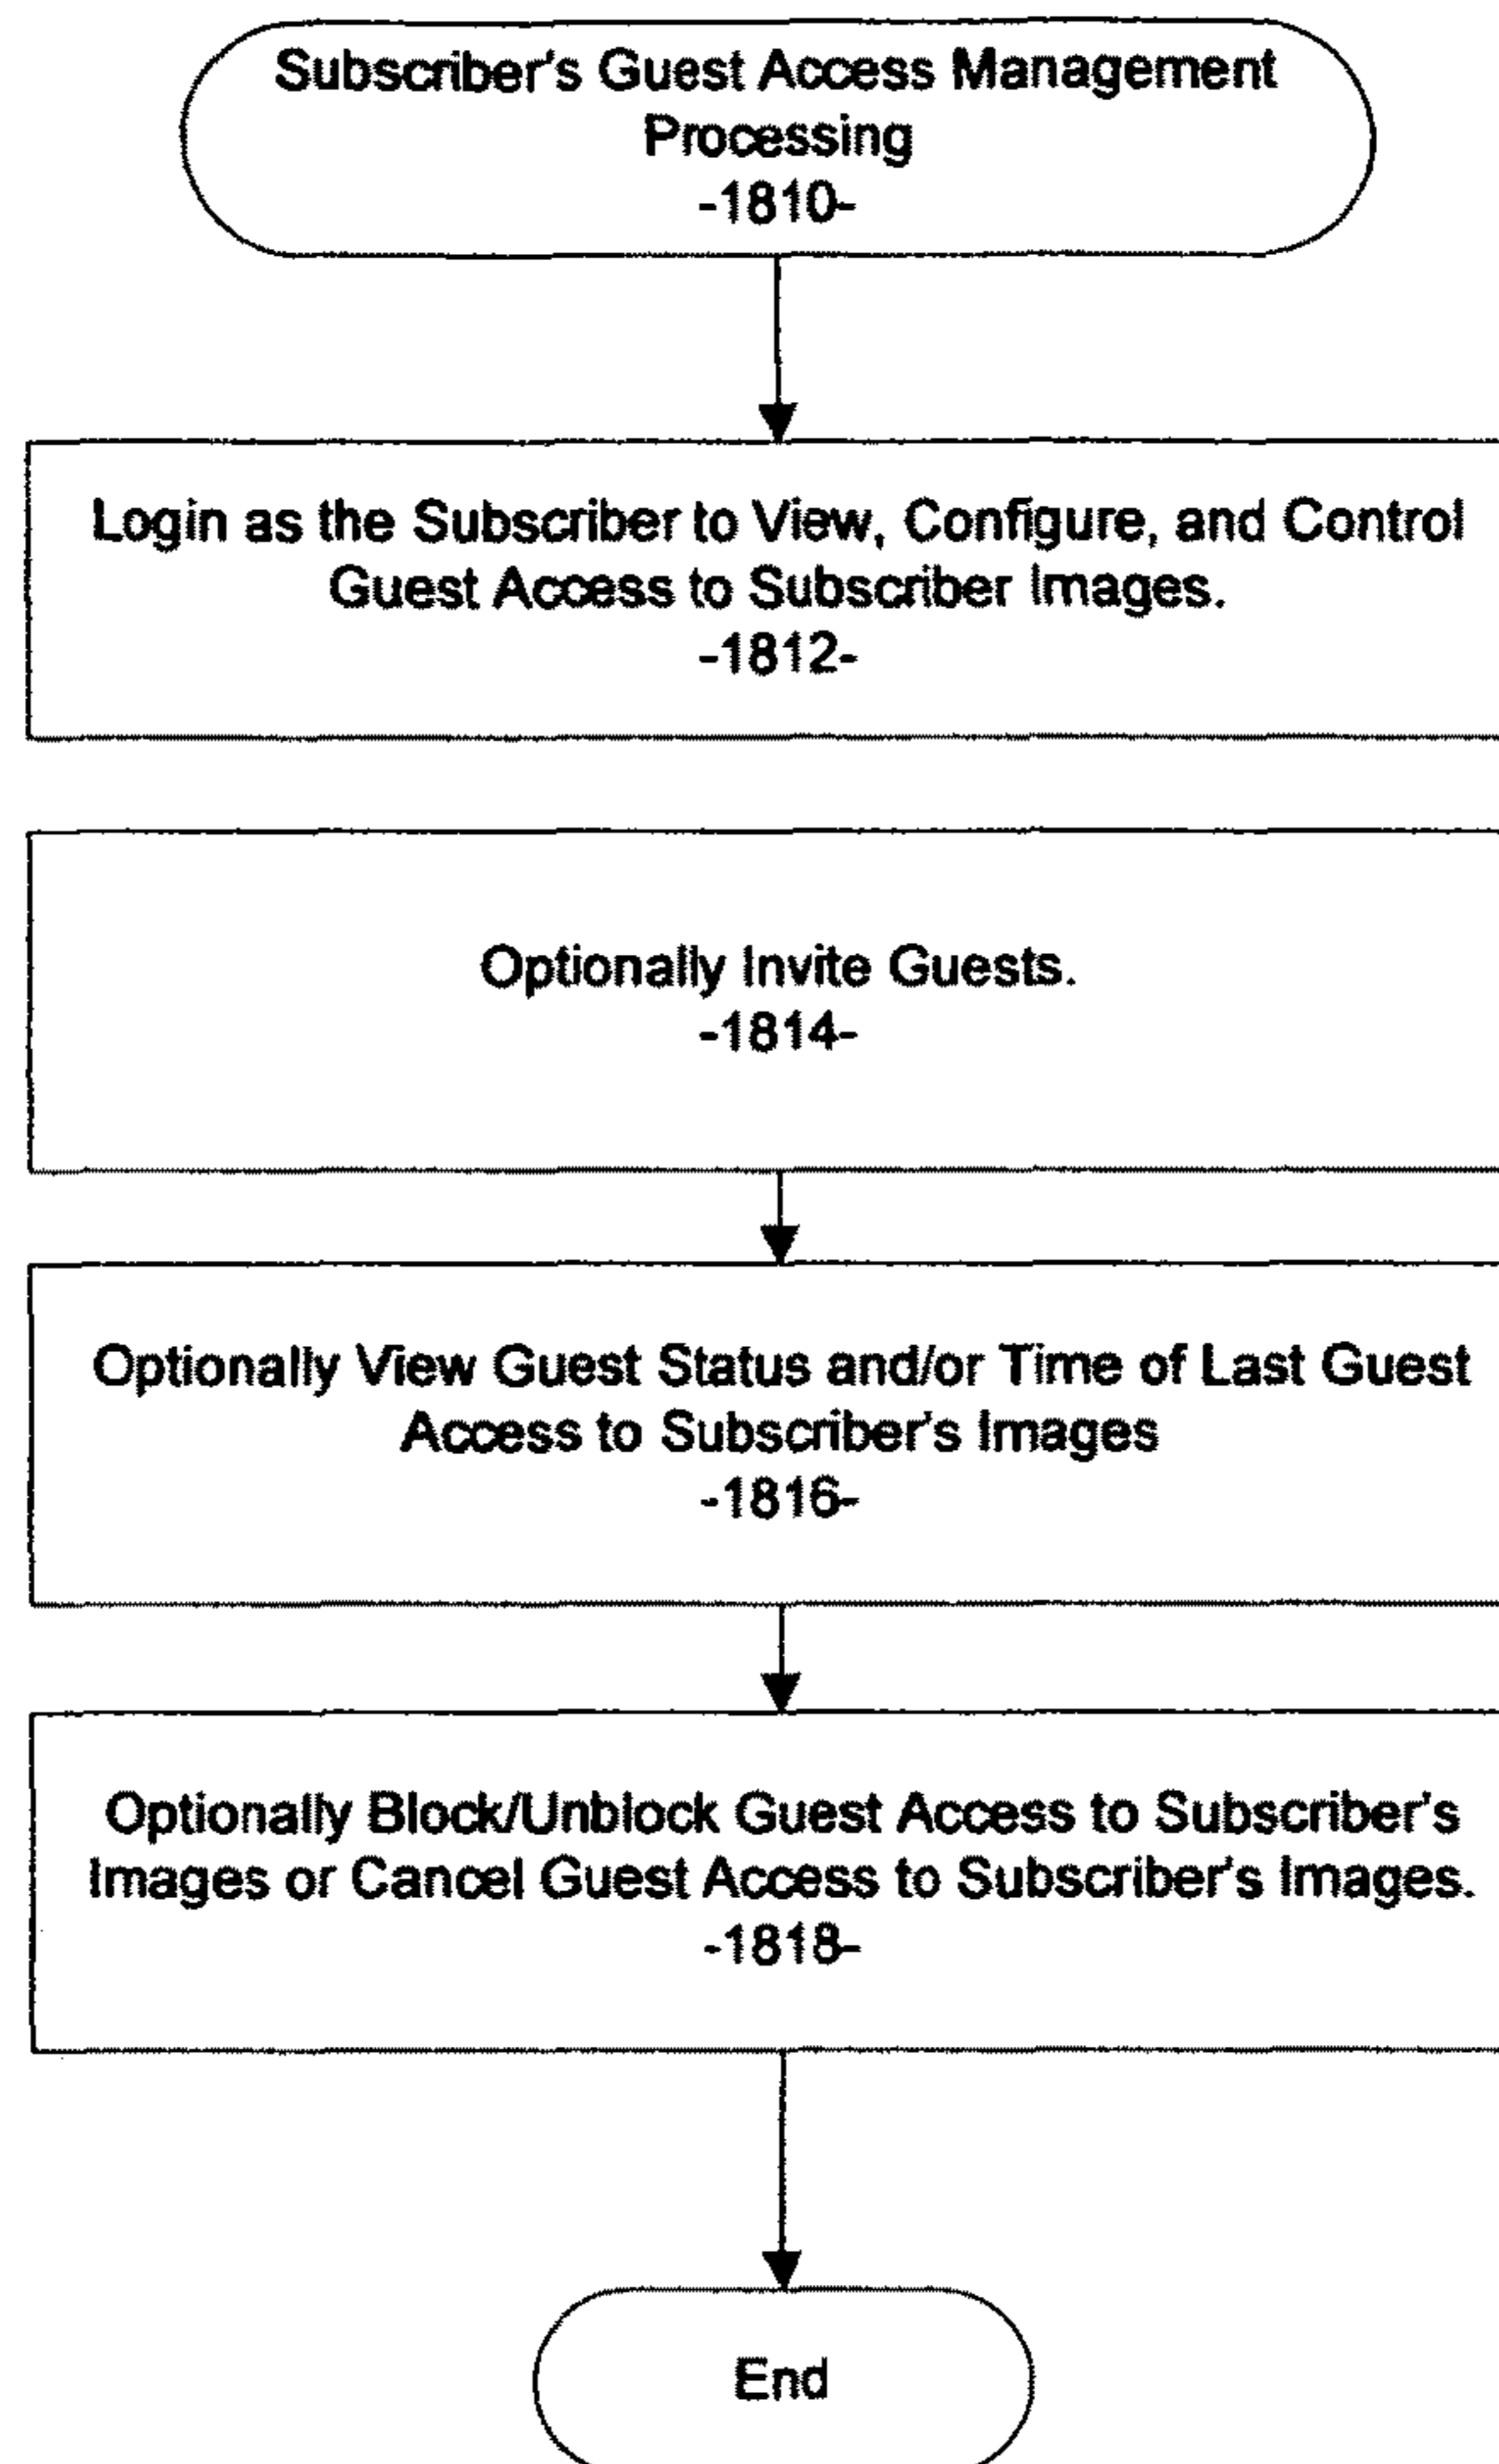 Subscriber's Guest Access Management
Processing
-1810-
Login as the Subscriber to View, Configure, and Control
Guest Access to Subscriber Images.
-1812-
Optionally Invite Guests.
-1814-
Optionally View Guest Status and/or Time of Last Guest
Access to Subscriber's Images
-1816-
Optionally Block/Unblock Guest Access to Subscriber's
Images or Cancel Guest Access to Subscriber's Images.
-1818-
End